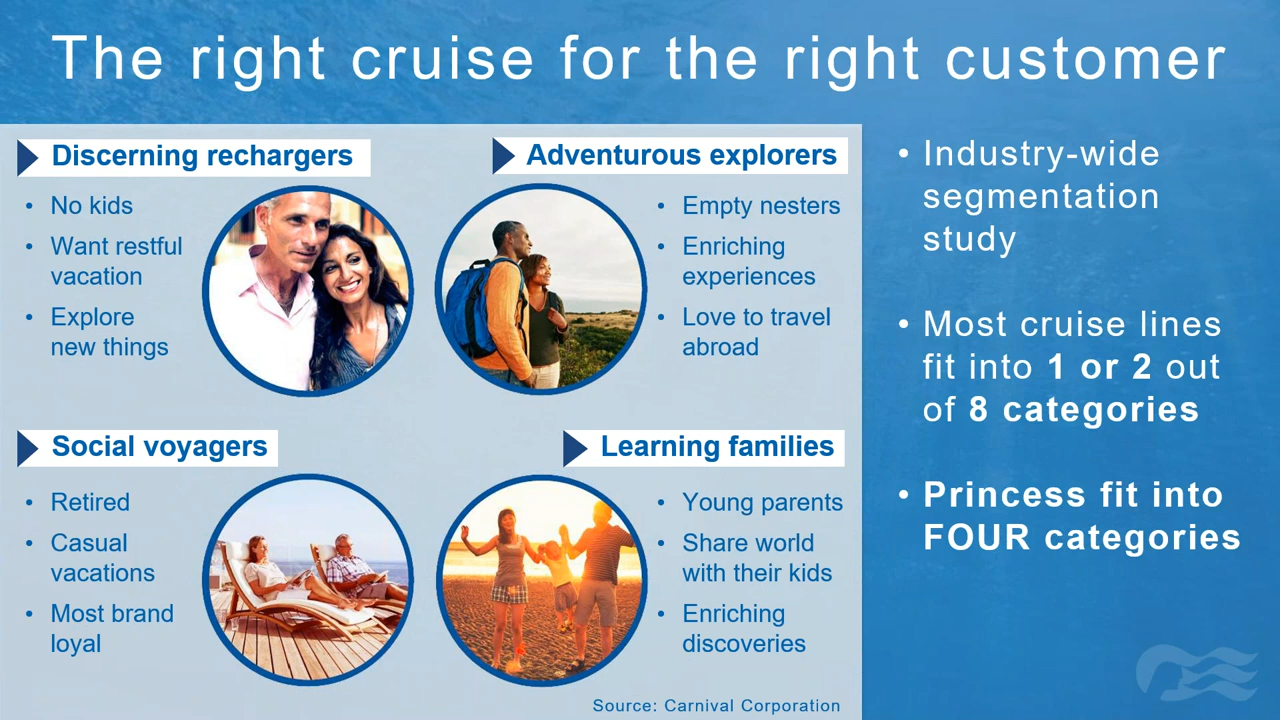 The right cruise for the right customer
Discerning rechargers
• No kids
• Want restful
vacation
• Explore
new things
Adventurous explorers
• Empty nesters
• Enriching
experiences
• Love to travel
abroad
Social voyagers
• Retired
• Casual
vacations
• Most brand
loyal
Learning families
• Young parents
• Share world
with their kids
• Enriching
discoveries
Source: Carnival Corporation
• Industry-wide
segmentation
study
• Most cruise lines
fit into 1 or 2 out
of 8 categories
• Princess fit into
FOUR categories